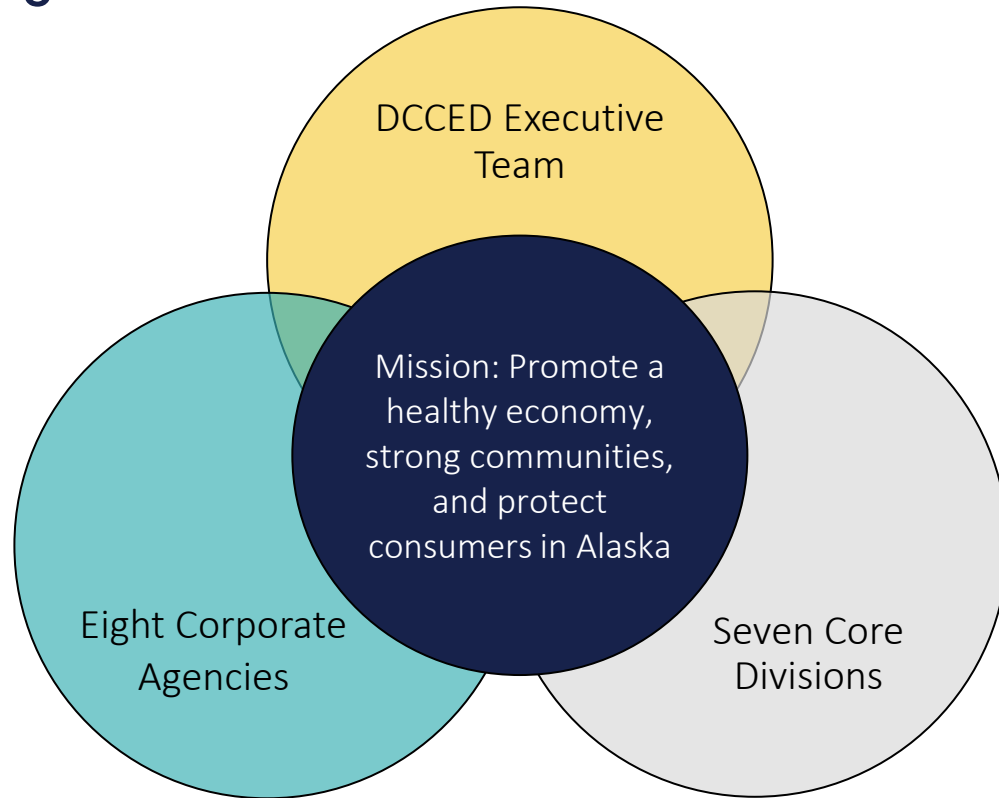 g
DCCED Executive
Team
Mission: Promote a
healthy economy,
strong communities,
and protect
consumers in Alaska
Eight Corporate
Agencies
Seven Core
Divisions